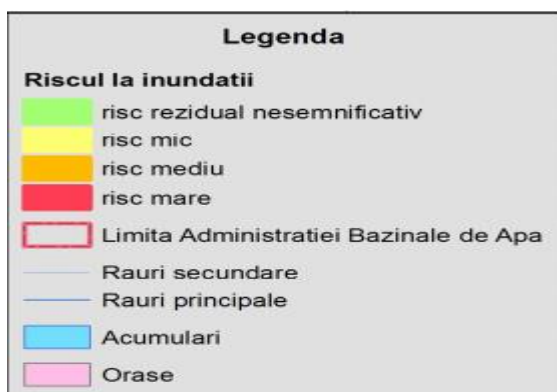 Legenda
Riscul la inundatii
risc rezidual nesemnificativ
risc mic
risc mediu
risc mare
Limita Administratiei Bazinale de Apa
Rauri secundare
Rauri principale
Acumulari
Orase